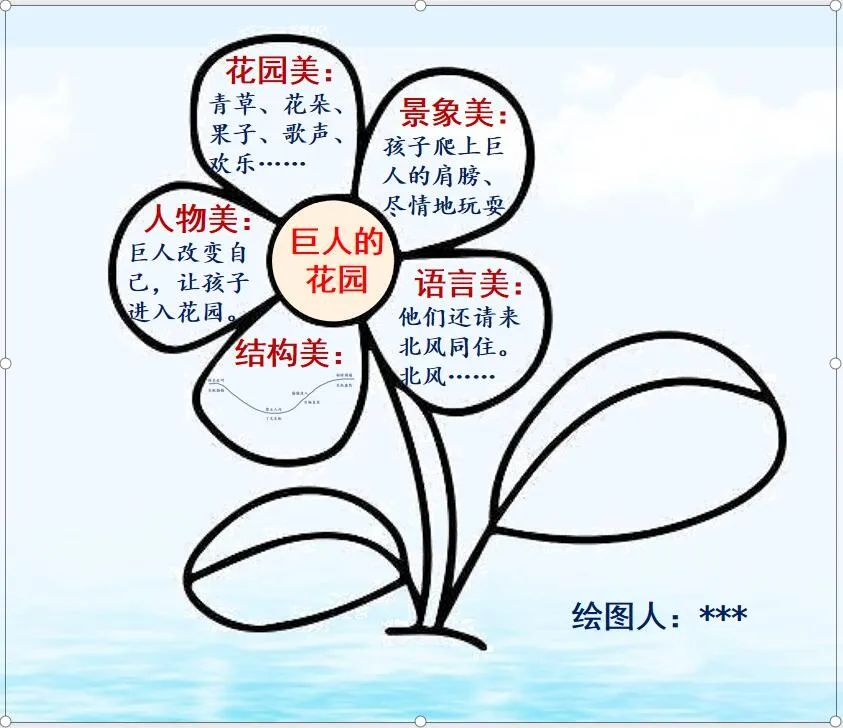 花园美：
青草、花朵、
果子、歌声、
欢乐……
景象美：
孩子爬上巨
人的肩膀、
尽情地玩耍
人物美：
巨人改变自
己，让孩子
进入花园。
巨人的
花园
语言美：
他们还请来
北风同住。
北风……
结构美：
绘图人：***